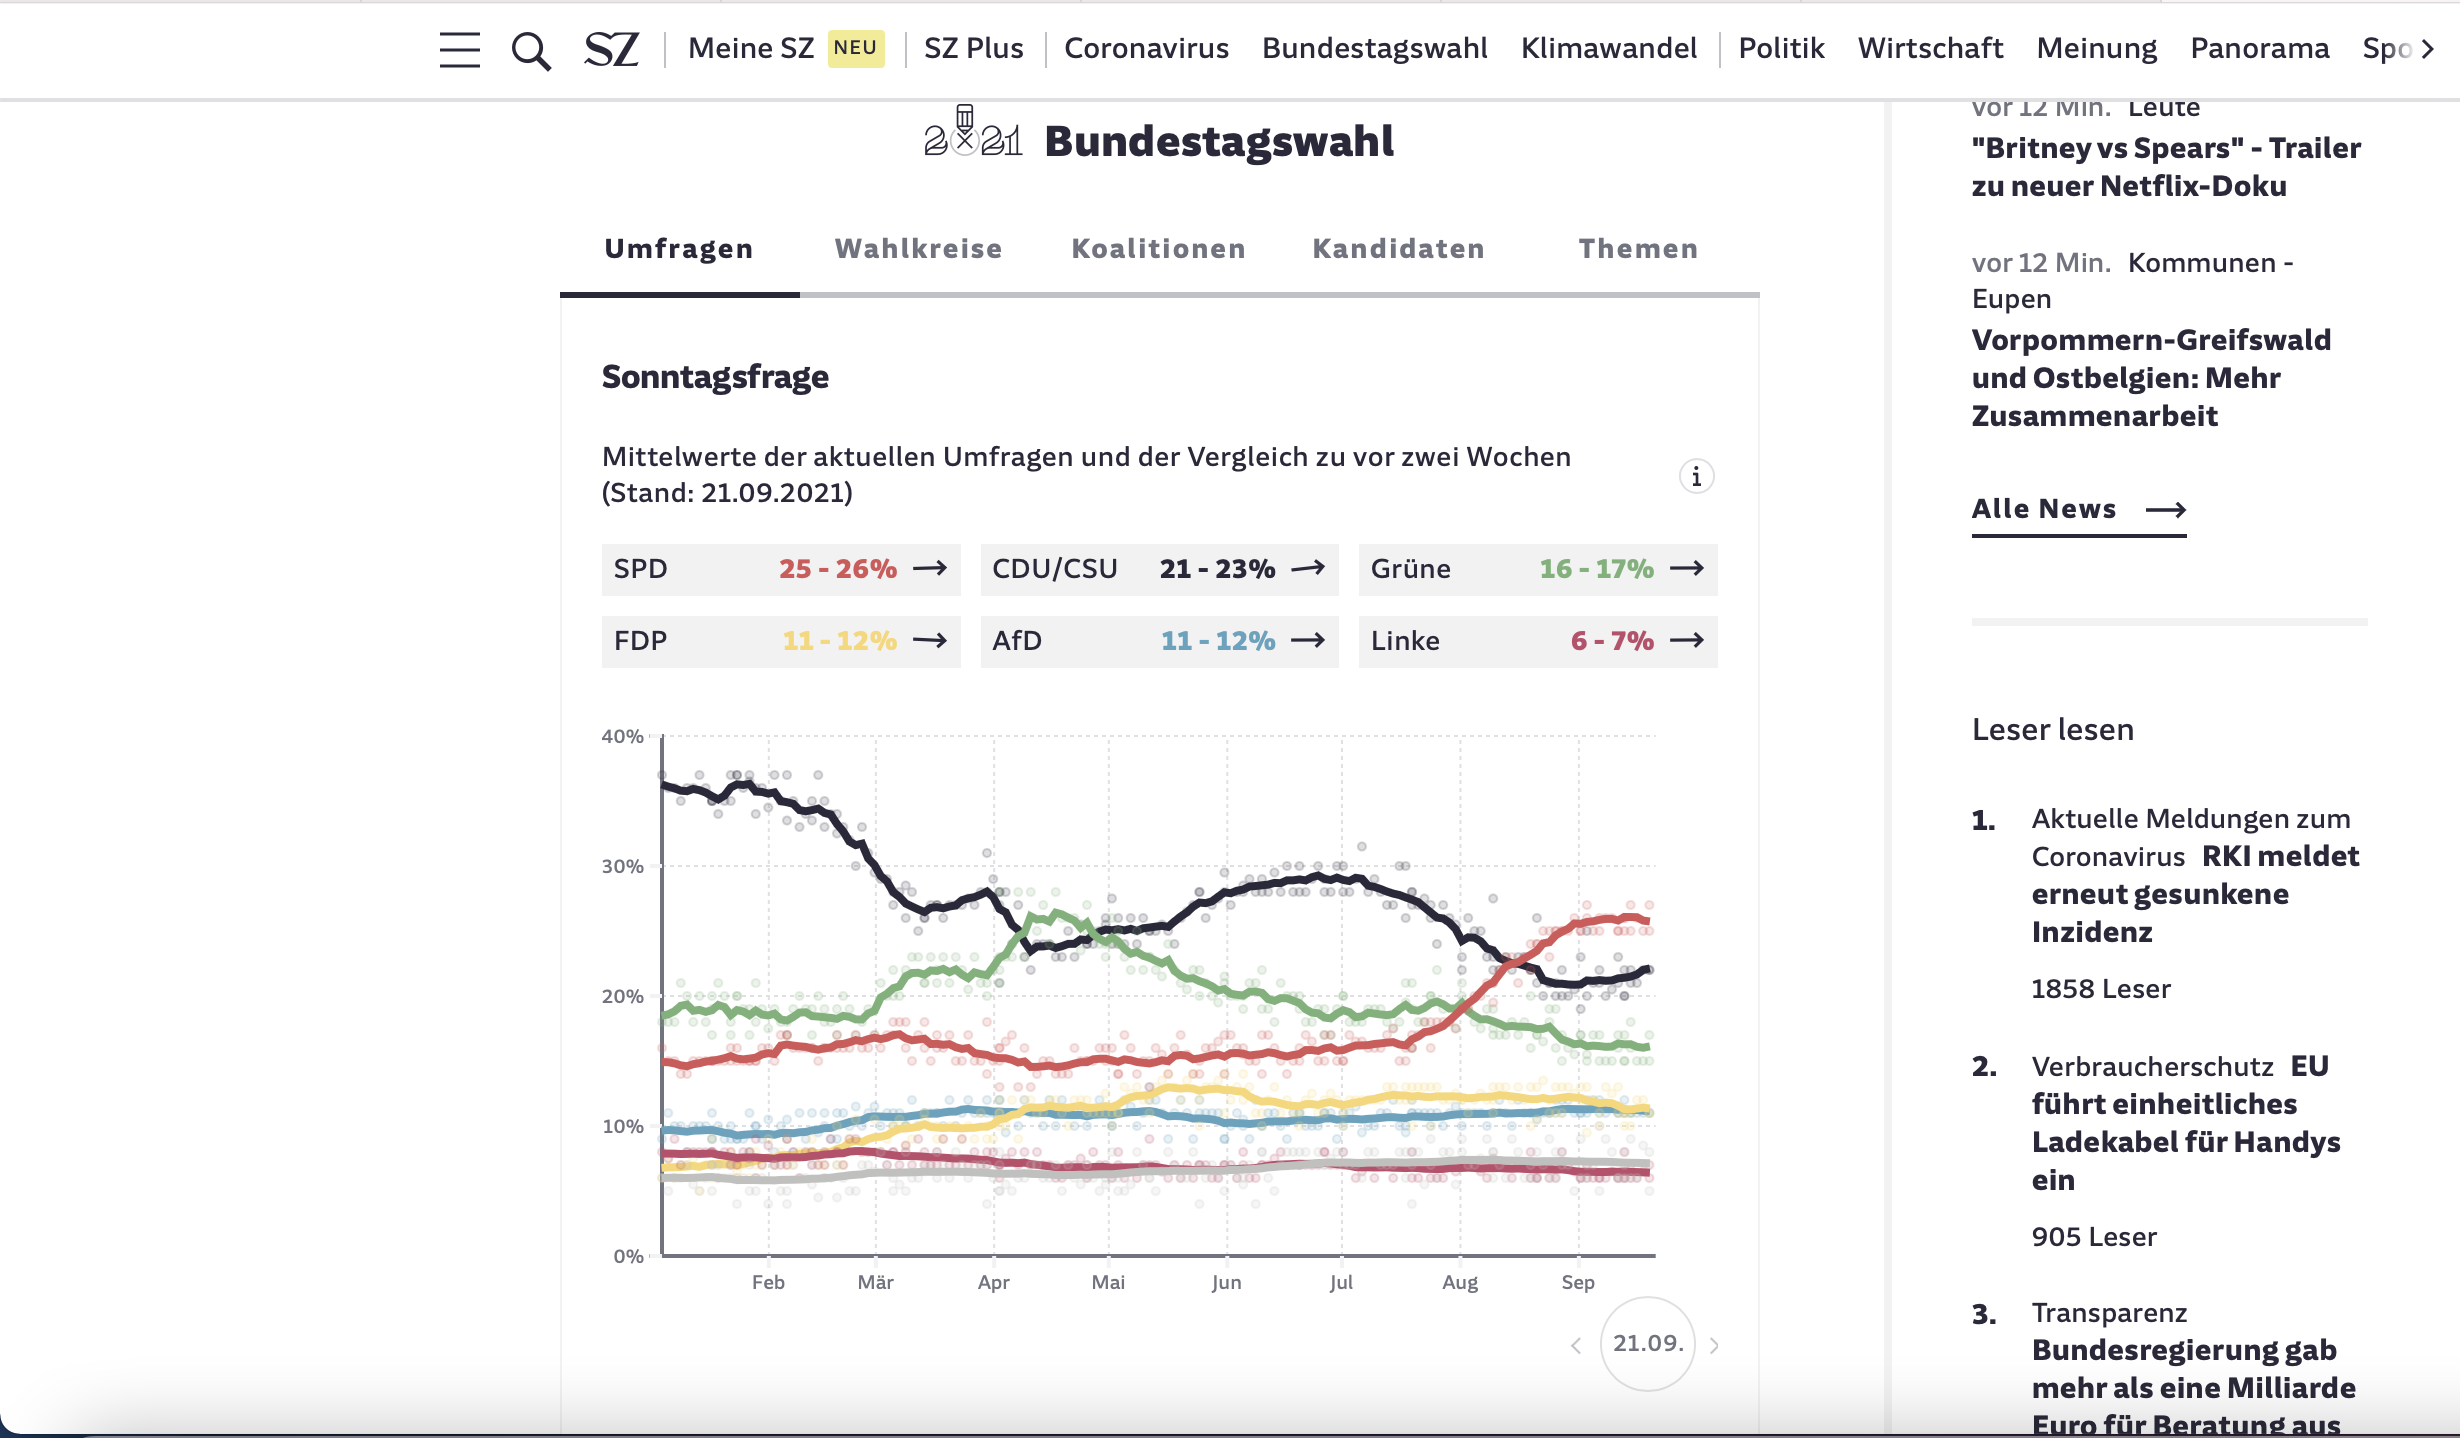 SZ
Meine SZ NEU
SZ Plus
Coronavirus Bundestagswahl Klimawandel
Politik Wirtschaft Meinung Panorama Spo
2021 Bundestagswahl
Umfragen Wahlkreise Koalitionen Kandidaten Themen
Sonntagsfrage
Mittelwerte der aktuellen Umfragen und der Vergleich zu vor zwei Wochen
(Stand: 21.09.2021)
i
SPD 25 - 26% →
CDU/CSU 21 - 23% →
Grüne 16 - 17% →
FDP 11 - 12% →
AfD 11 - 12% →
Linke 6 - 7% →
40%
30%
20%
10%
0%
Feb Mär Apr Mai Jun Jul Aug Sep
< 21.09. >
vor 12 Min. Leute
"Britney vs Spears" - Trailer
zu neuer Netflix-Doku
vor 12 Min. Kommunen -
Eupen
Vorpommern-Greifswald
und Ostbelgien: Mehr
Zusammenarbeit
Alle News →
Leser lesen
1. Aktuelle Meldungen zum
Coronavirus RKI meldet
erneut gesunkene
Inzidenz
1858 Leser
2. Verbraucherschutz EU
führt einheitliches
Ladekabel für Handys
ein
905 Leser
3. Transparenz
Bundesregierung gab
mehr als eine Milliarde
Euro für Beratung aus